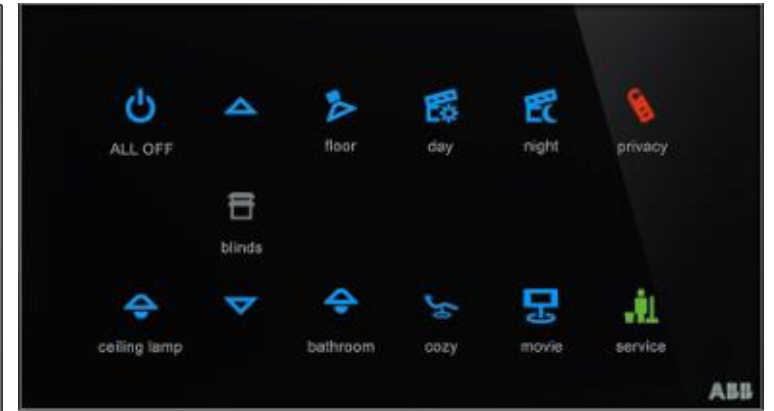 ALL OFF
floor
day
night
privacy
blinds
ceiling lamp
bathroom
cozy
movie
service
ABB